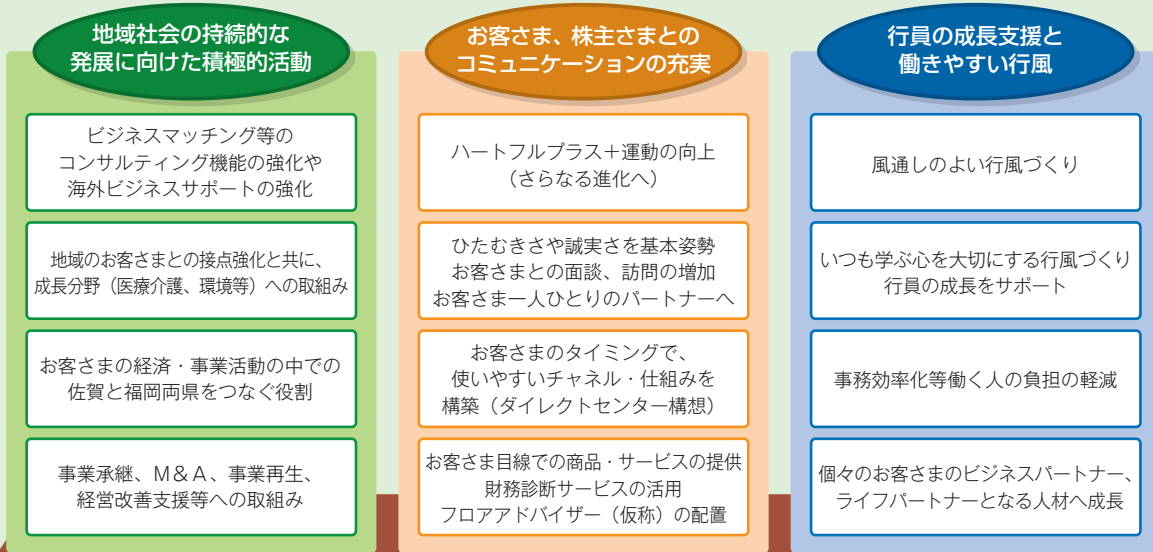 地域社会の持続的な
発展に向けた積極的活動
ビジネスマッチング等の
コンサルティング機能の強化や
海外ビジネスサポートの強化
地域のお客さまとの接点強化と共に、
成長分野（医療介護、環境等）への取組み
お客さまの経済・事業活動の中での
佐賀と福岡両県をつなぐ役割
事業承継、M＆A、事業再生、
経営改善支援等への取組み
お客さま、株主さまとの
コミュニケーションの充実
ハートフルプラス＋運動の向上
（さらなる進化へ）
ひたむきさや誠実さを基本姿勢
お客さまとの面談、訪問の増加
お客さま一人ひとりのパートナーへ
お客さまのタイミングで、
使いやすいチャネル・仕組みを
構築（ダイレクトセンター構想）
お客さま目線での商品・サービスの提供
財務診断サービスの活用
フロアアドバイザー（仮称）の配置
行員の成長支援と
働きやすい行風
風通しのよい行風づくり
いつも学ぶ心を大切にする行風づくり
行員の成長をサポート
事務効率化等働く人の負担の軽減
個々のお客さまのビジネスパートナー、
ライフパートナーとなる人材へ成長